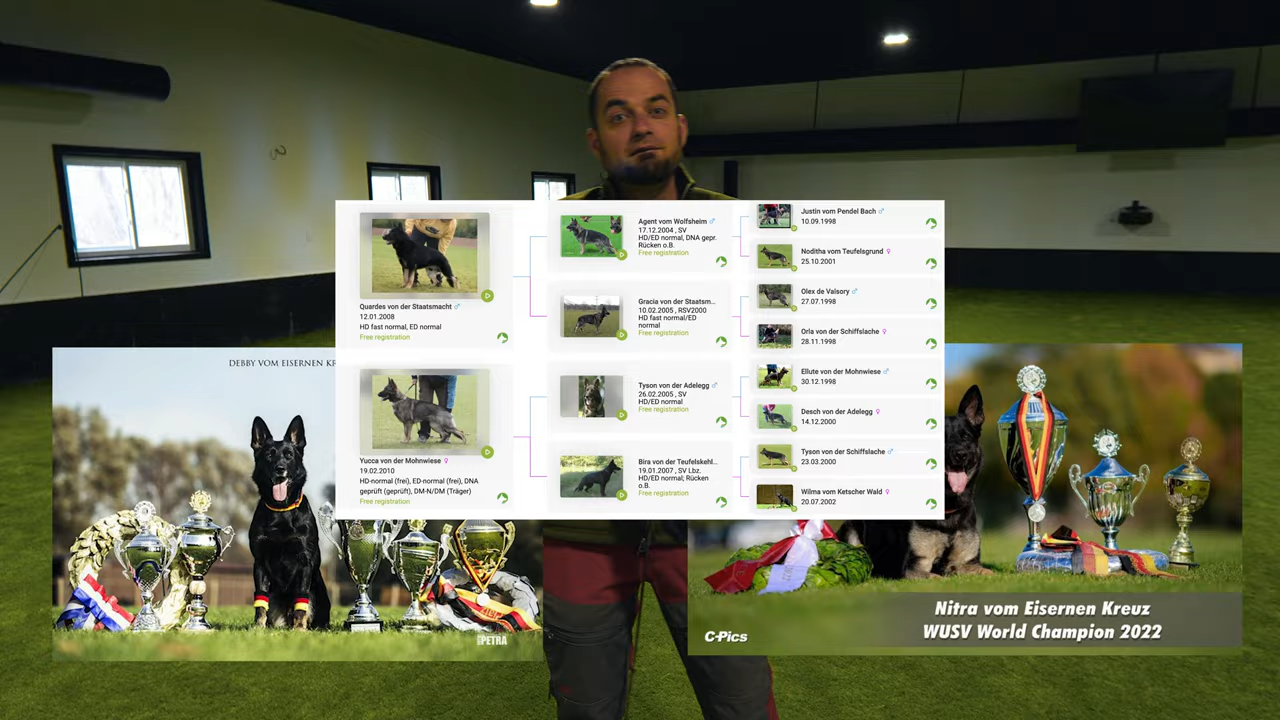 Quardes von der Staatsmacht
12.01.2008
HD fast normal, ED normal
Free registration
Yucca von der Mohnwiese
19.02.2010
HD-normal (frei), ED-normal (frei), DNA
geprüft (geprüft), DM-N/DM (Träger)
Free registration
Agent vom Wolfsheim
17.12.2004 , SV
HD/ED normal, DNA gepr.
Rücken o.B.
Free registration
Gracia von der Staatsm...
10.02.2005 , RSV2000
HD fast normal/ED
normal
Free registration
Tyson von der Adelegg
26.02.2005 , SV
HD/ED normal
Free registration
Bira von der Teufelskehl...
19.01.2007 , SV Lbz.
HD/ED normal; Rücken
o.B.
Free registration
Justin vom Pendel Bach
10.09.1998
Noditha vom Teufelsgrund
25.10.2001
Olex de Valsory
27.07.1998
Orla von der Schiffslache
28.11.1998
Ellute von der Mohnwiese
30.12.1998
Desch von der Adelegg
14.12.2000
Tyson von der Schiffslache
23.03.2000
Wilma vom Ketscher Wald
20.07.2002
DEBBY VOM EISERNEN KR
PETRA
C-Pics
Nitra vom Eisernen Kreuz
WUSV World Champion 2022